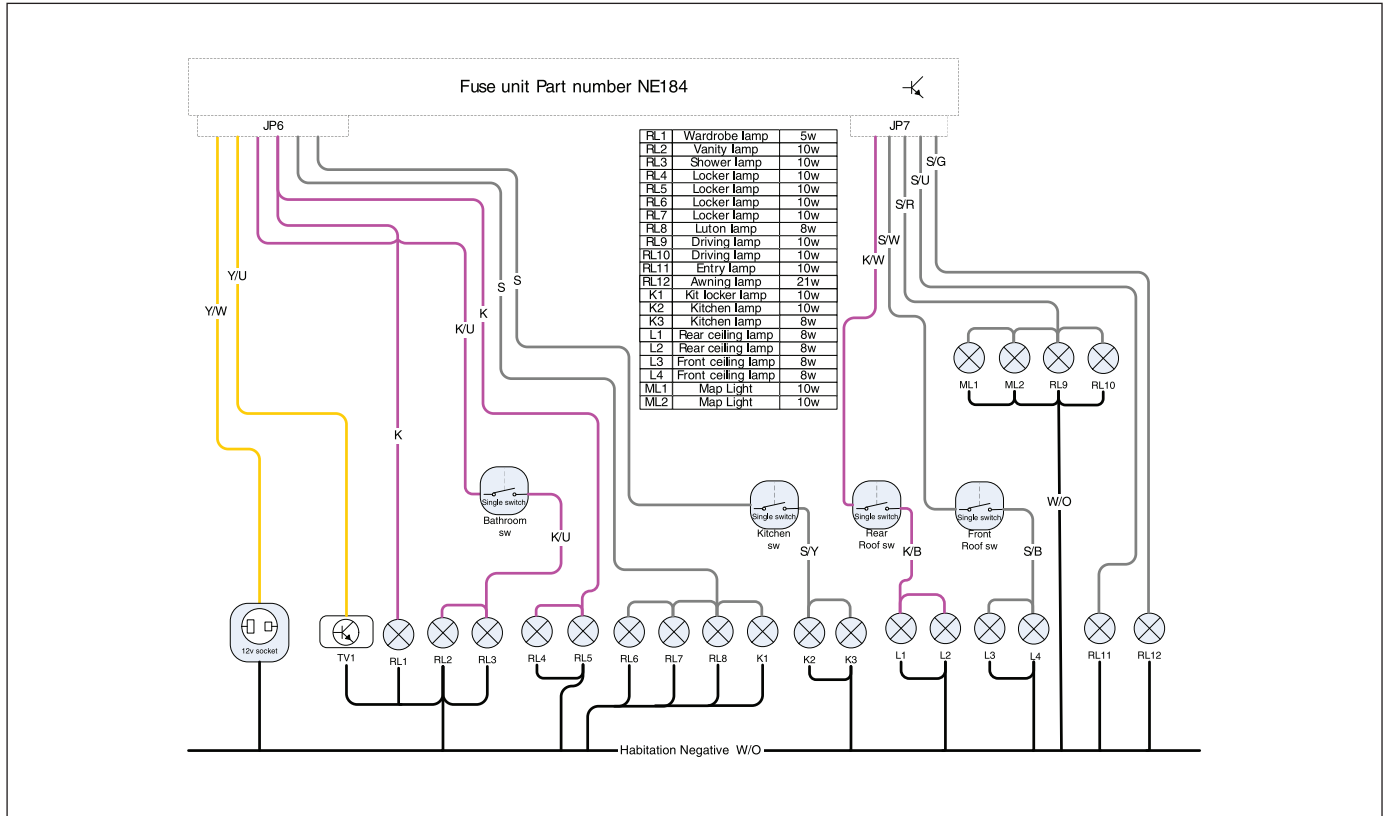 Fuse unit Part number NE184
JP6
JP7
RL1 Wardrobe lamp 5w
RL2 Vanity lamp 10w
RL3 Shower lamp 10w
RL4 Locker lamp 10w
RL5 Locker lamp 10w
RL6 Locker lamp 10w
RL7 Locker lamp 10w
RL8 Luton lamp 8w
RL9 Driving lamp 10w
RL10 Driving lamp 10w
RL11 Entry lamp 10w
RL12 Awning lamp 21w
K1 Kit locker lamp 10w
K2 Kitchen lamp 10w
K3 Kitchen lamp 8w
L1 Rear ceiling lamp 8w
L2 Rear ceiling lamp 8w
L3 Front ceiling lamp 8w
L4 Front ceiling lamp 8w
ML1 Map Light 10w
ML2 Map Light 10w
S/G
S/U
S/R
S/W
K/W
Y/U
Y/W
S
S
K
K/U
K
ML1
ML2
RL9
RL10
Single switch
Bathroom
sw
Single switch
Kitchen
sw
Single switch
Rear
Roof sw
Single switch
Front
Roof sw
W/O
K/U
S/Y
K/B
S/B
12v socket
TV1
RL1
RL2
RL3
RL4
RL5
RL6
RL7
RL8
K1
K2
K3
L1
L2
L3
L4
RL11
RL12
Habitation Negative W/O